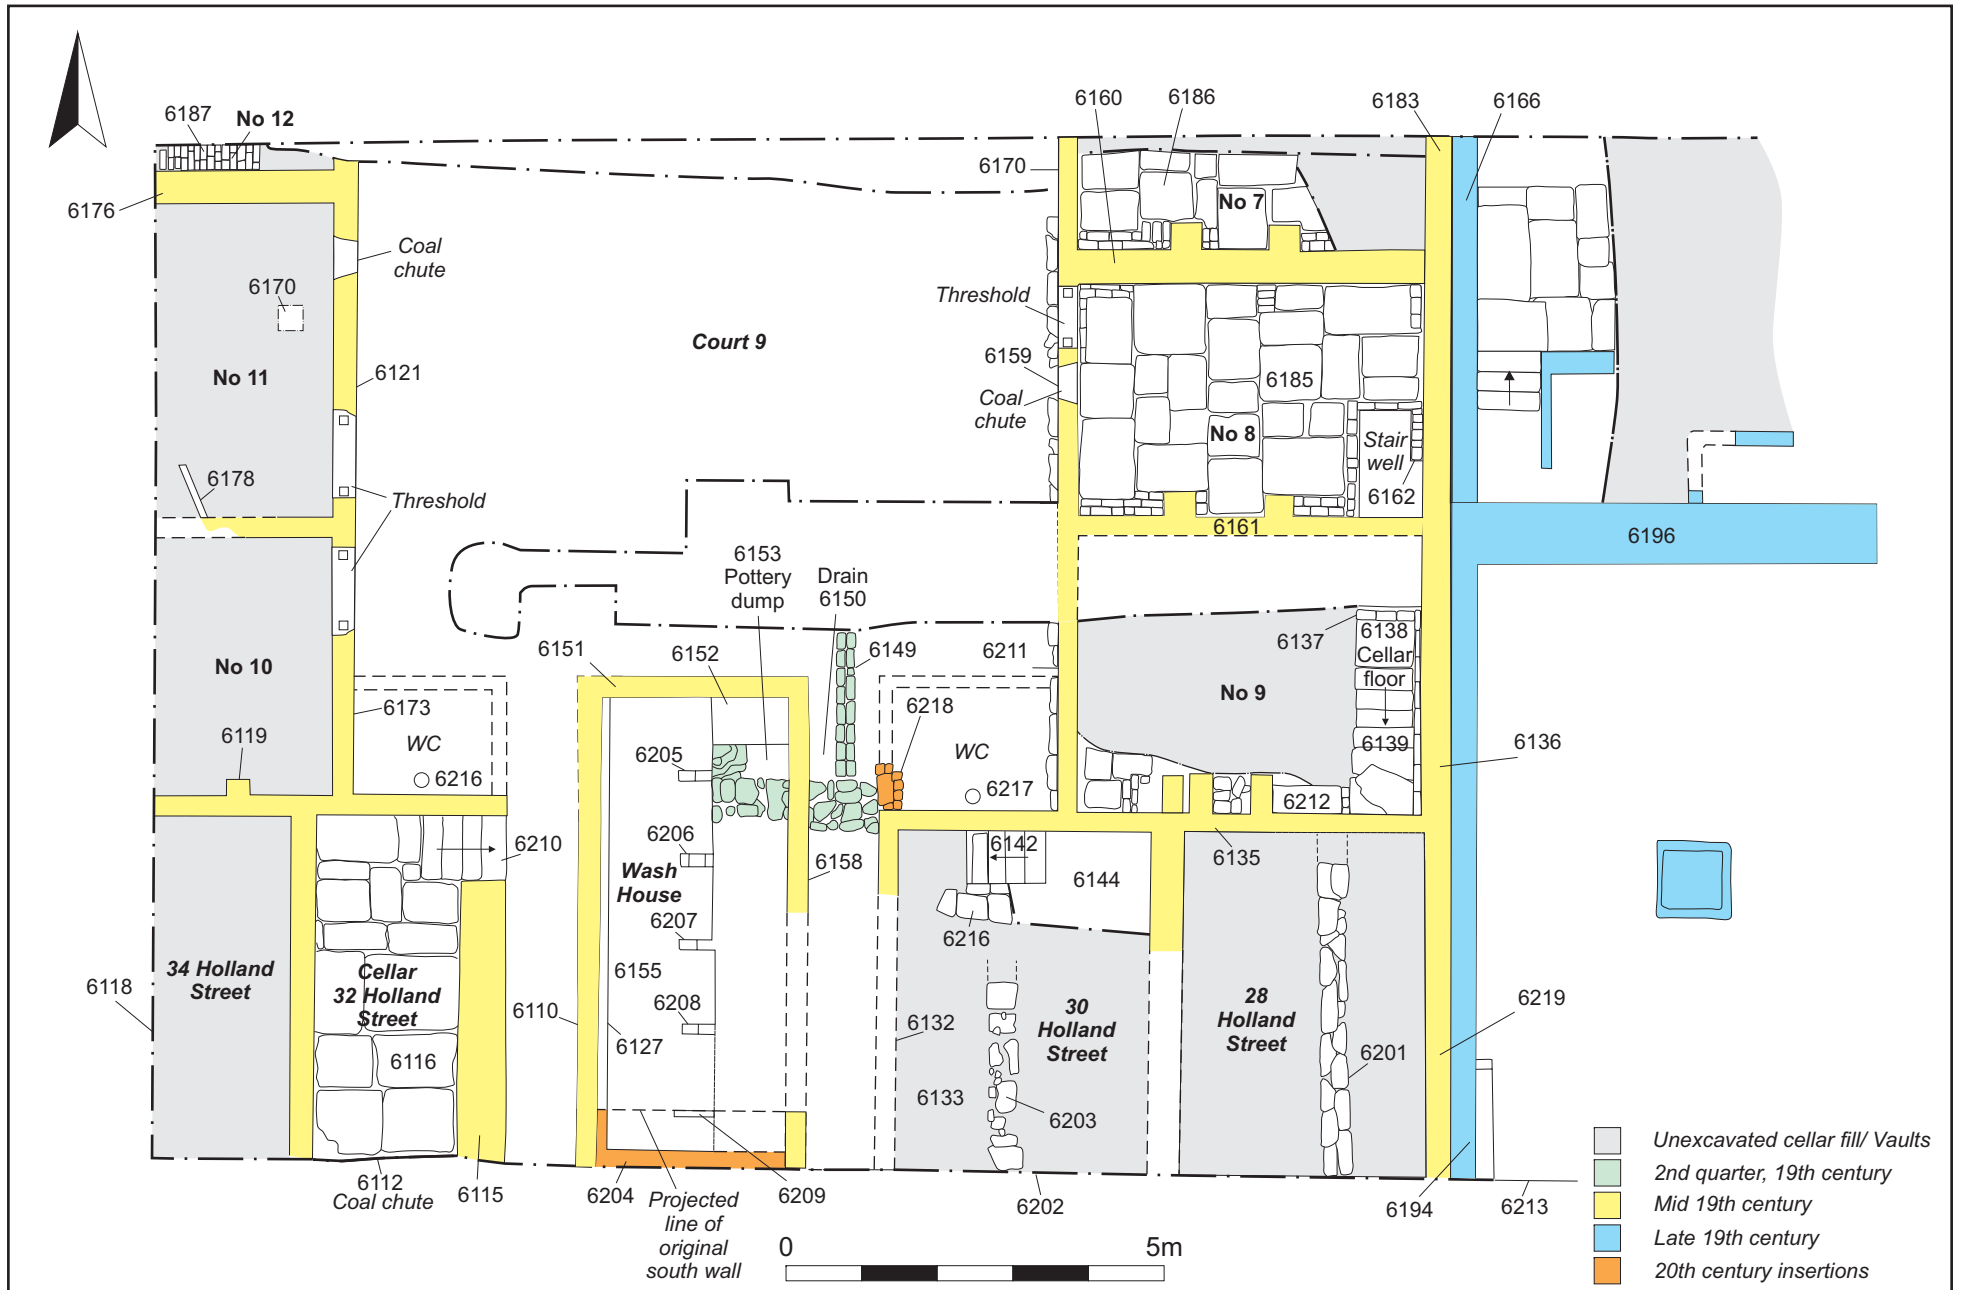 6187
No 12
6160
6186
6183
6166
6170
6176
No 7
Coal
chute
6170
Threshold
Court 9
6159
No 11
6121
6185
Coal
chute
No 8
Stair
well
6178
Threshold
6162
6161
6196
6153
Pottery
dump
Drain
6150
6137
6138
Cellar
floor
6151
6152
6149
6211
No 10
No 9
6173
6218
6119
WC
WC
6139
6136
6205
6216
6217
6212
6206
6210
6142
6135
Wash
House
6158
6144
6207
6216
34 Holland
Street
Cellar
32 Holland
Street
6155
6118
6208
28
Holland
Street
30
Holland
Street
6219
6110
6132
6127
6116
6201
6133
6203
6112
Coal chute
6115
6204
Projected
line of
original
south wall
6209
6202
6194
6213
0
5m
Unexcavated cellar fill/ Vaults
2nd quarter, 19th century
Mid 19th century
Late 19th century
20th century insertions